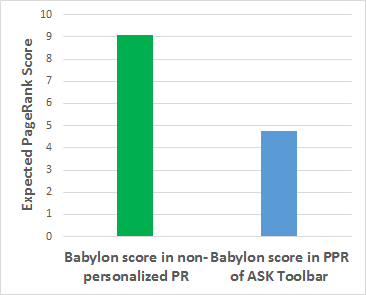 10
9
8
7
6
5
4
3
2
1
0
Expected PageRank Score
Babylon score in non-
personalized PR
Babylon score in PPR
of ASK Toolbar